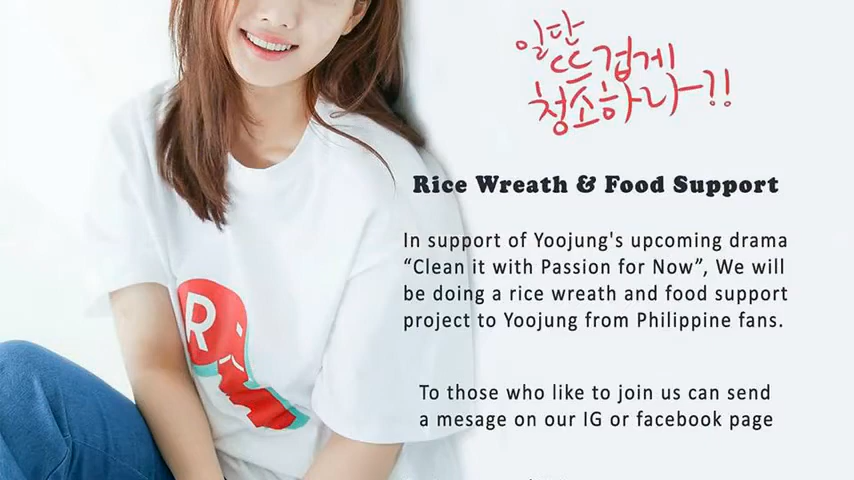 일단
뜨겁게
청소하라-?!
Rice Wreath & Food Support
In support of Yoojung's upcoming drama
“Clean it with Passion for Now”, We will
be doing a rice wreath and food support
project to Yoojung from Philippine fans.
To those who like to join us can send
a mesage on our IG or facebook page
R